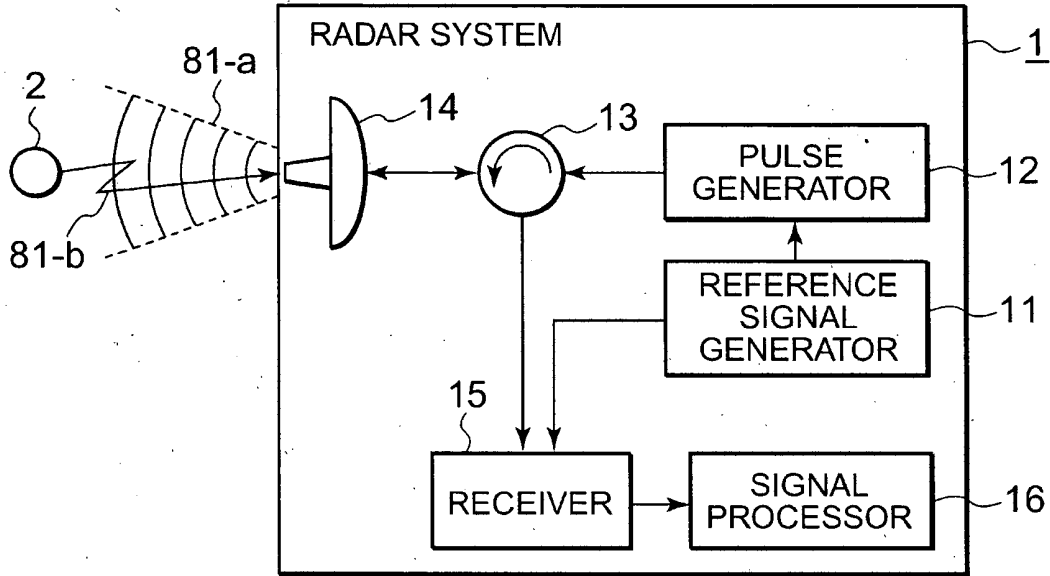 RADAR SYSTEM
1
81-a
2
14
13
PULSE
GENERATOR
12
81-b
REFERENCE
SIGNAL
GENERATOR
11
15
RECEIVER
SIGNAL
PROCESSOR
16